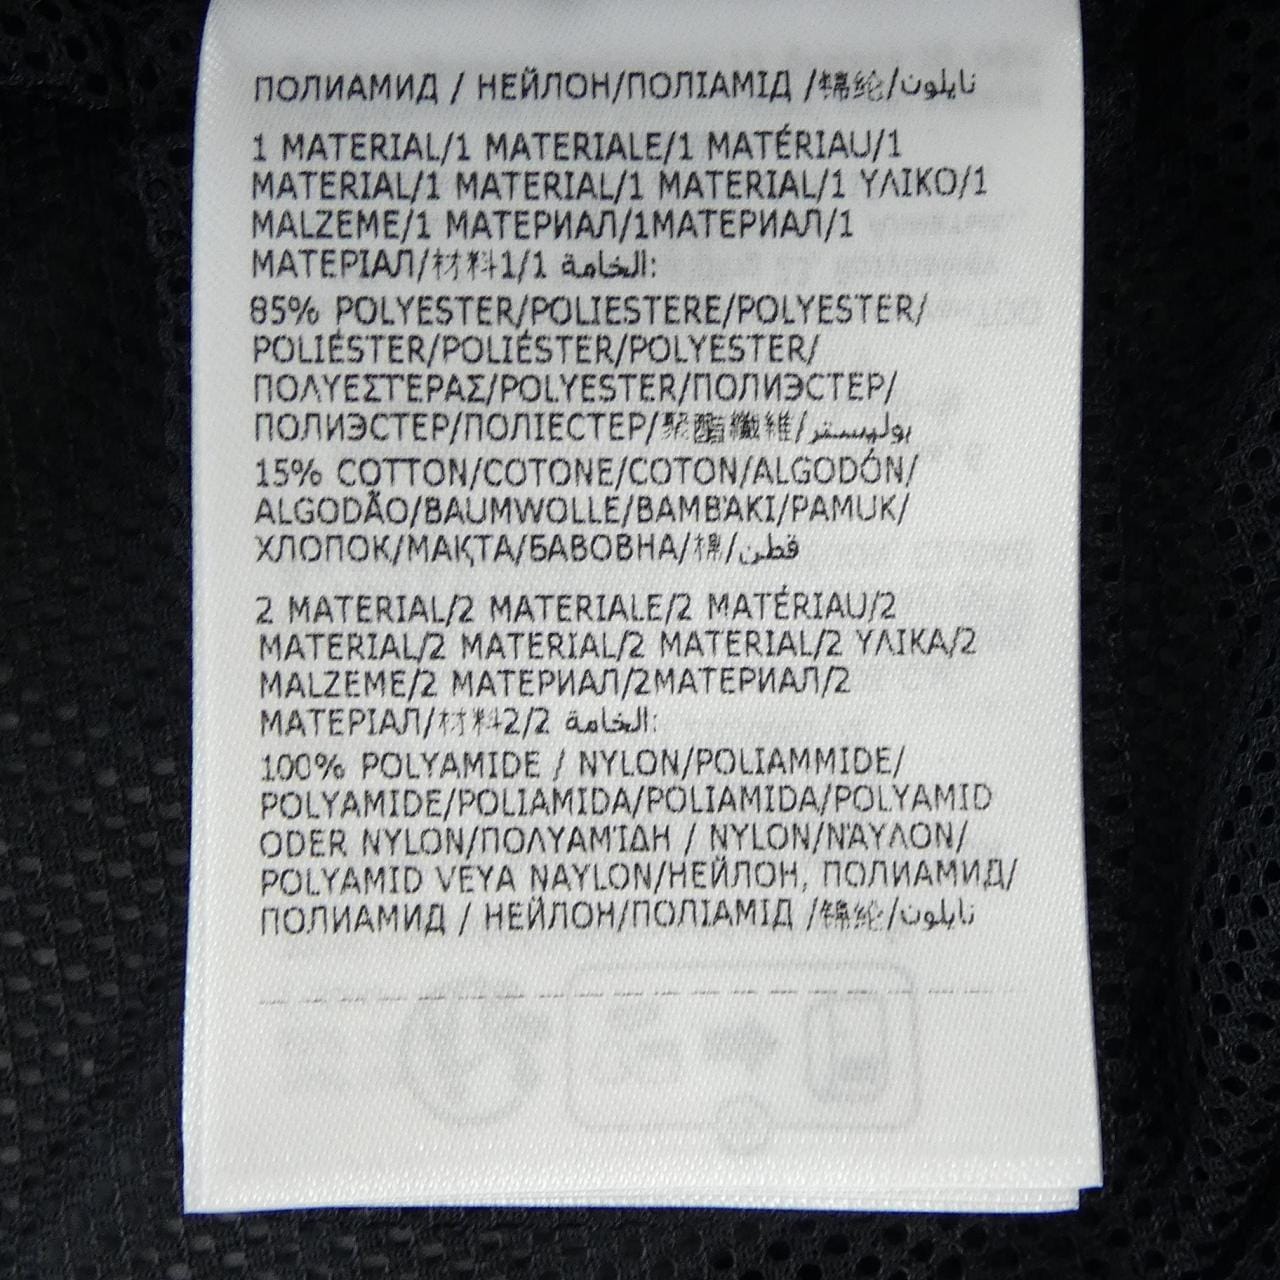 ПОЛИАМИД / НЕЙЛОН/ПОЛІАМІД /锦纶/نايلون
1 MATERIAL/1 MATERIALE/1 MATÉRIAU/1
MATERIAL/1 MATERIAL/1 MATERIAL/1 ΥΛΙΚΟ/1
MALZEME/1 МАТЕРИАЛ/1МАТЕРИАЛ/1
МАТЕРІАЛ/材料1/1 الخامة:
85% POLYESTER/POLIESTERE/POLYESTER/
POLIÉSTER/POLIÉSTER/POLYESTER/
ΠΟΛΥΕΣΤΕΡΑΣ/POLYESTER/ПОЛИЭСТЕР/
ПОЛИЭСТЕР/ПОЛІЕСТЕР/聚酯纖維/بوليستر
15% COTTON/COTONE/COTON/ALGODÓN/
ALGODÃO/BAUMWOLLE/ΒΑΜΒΆΚΙ/PAMUK/
ХЛОПОК/МАҚТА/БАВОВНА/棉/قطن
2 MATERIAL/2 MATERIALE/2 MATÉRIAU/2
MATERIAL/2 MATERIAL/2 MATERIAL/2 ΥΛΙΚΑ/2
MALZEME/2 МАТЕРИАЛ/2МАТЕРИАЛ/2
МАТЕРІАЛ/材料2/2 الخامة:
100% POLYAMIDE / NYLON/POLIAMMIDE/
POLYAMIDE/POLIAMIDA/POLIAMIDA/POLYAMID
ODER NYLON/ΠΟΛΥΑΜΊΔΗ / NYLON/ΝΆΥΛΟΝ/
POLYAMID VEYA NAYLON/НЕЙЛОН, ПОЛИАМИД/
ПОЛИАМИД / НЕЙЛОН/ПОЛІАМІД /锦纶/نايلون